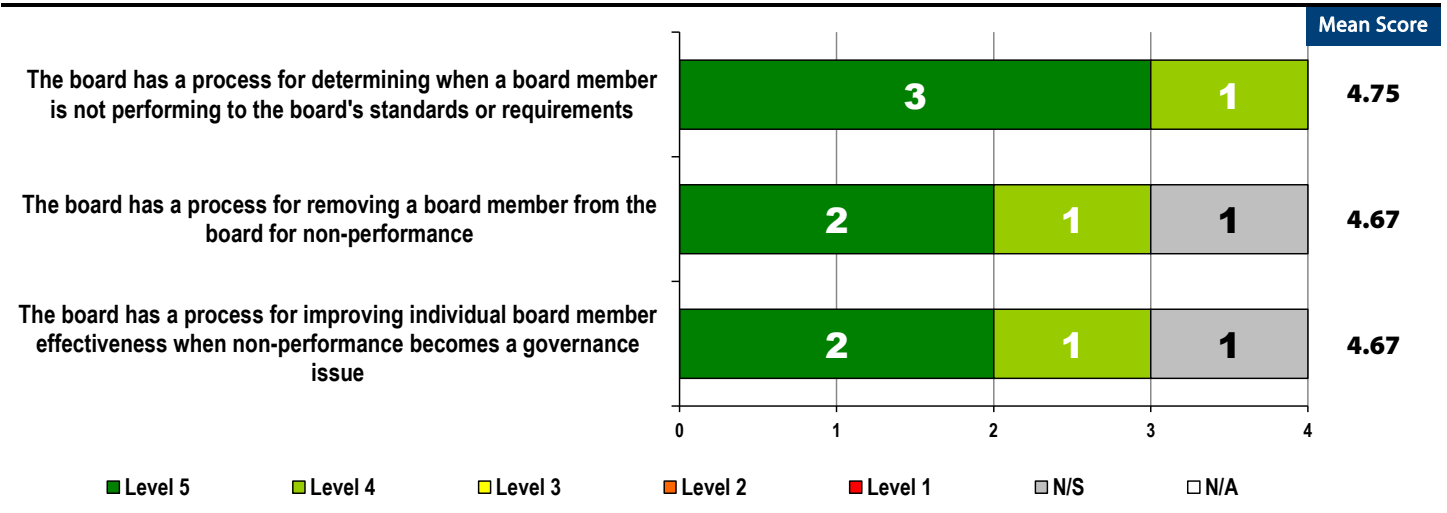 Mean Score
The board has a process for determining when a board member
is not performing to the board's standards or requirements
3
1
4.75
The board has a process for removing a board member from the
board for non-performance
2
1
1
4.67
The board has a process for improving individual board member
effectiveness when non-performance becomes a governance
issue
2
1
1
4.67
0
1
2
3
4
Level 5
Level 4
Level 3
Level 2
Level 1
N/S
N/A